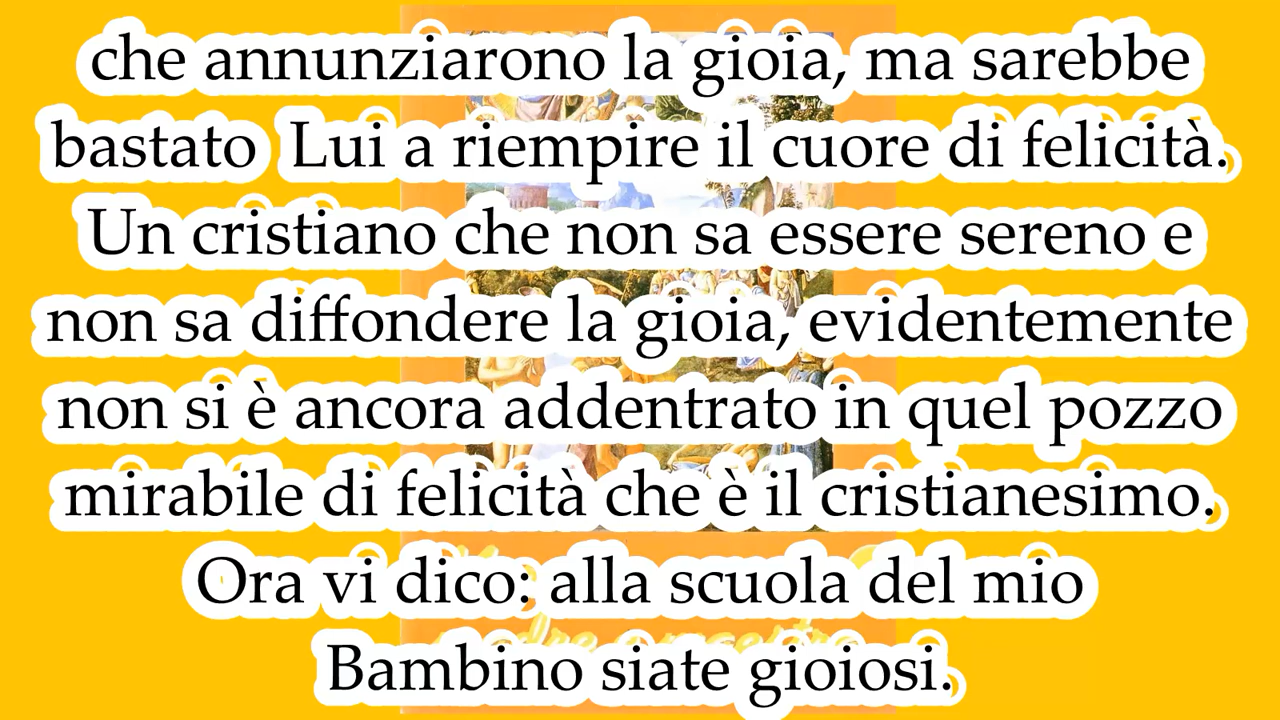 che annunziarono la gioia, ma sarebbe
bastato Lui a riempire il cuore di felicità.
Un cristiano che non sa essere sereno e
non sa diffondere la gioia, evidentemente
non si è ancora addentrato in quel pozzo
mirabile di felicità che è il cristianesimo.
Ora vi dico: alla scuola del mio
Bambino siate gioiosi.